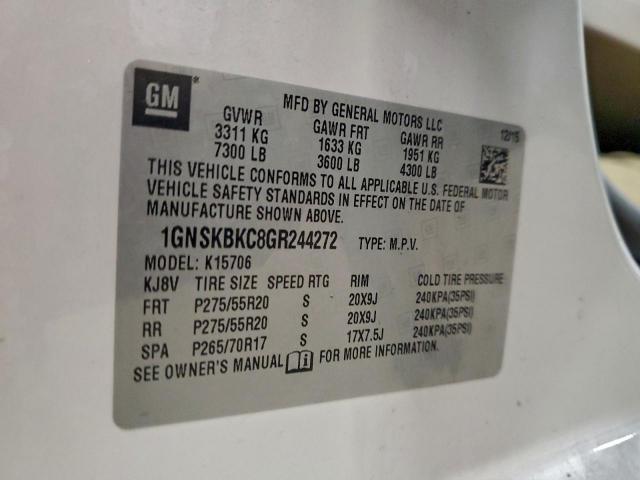 GM
MFD BY GENERAL MOTORS LLC
12/15
GVWR GAWR FRT GAWR RR
3311 KG 1633 KG 1951 KG
7300 LB 3600 LB 4300 LB
THIS VEHICLE CONFORMS TO ALL APPLICABLE U.S. FEDERAL MOTOR
VEHICLE SAFETY STANDARDS IN EFFECT ON THE DATE OF
MANUFACTURE SHOWN ABOVE.
1GNSKBKC8GR244272 TYPE: M.P.V.
MODEL: K15706
KJ8V TIRE SIZE SPEED RTG RIM COLD TIRE PRESSURE
FRT P275/55R20 S 20X9J 240KPA(35PSI)
RR P275/55R20 S 20X9J 240KPA(35PSI)
SPA P265/70R17 S 17X7.5J 240KPA(35PSI)
SEE OWNER'S MANUAL FOR MORE INFORMATION.